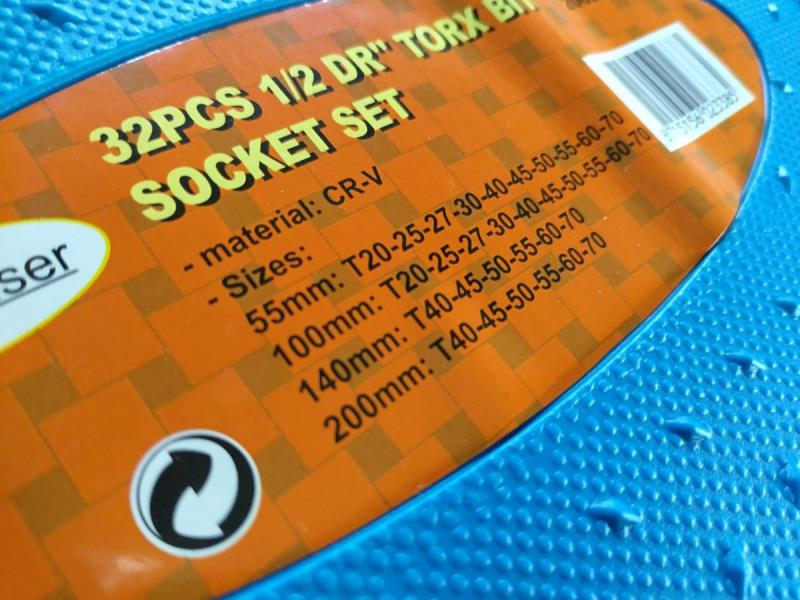 32PCS 1/2 DR" TORX BIT
SOCKET SET
- material: CR-V
- Sizes:
55mm: T20-25-27-30-40-45-50-55-60-70
100mm: T20-25-27-30-40-45-50-55-60-70
140mm: T40-45-50-55-60-70
200mm: T40-45-50-55-60-70
ser